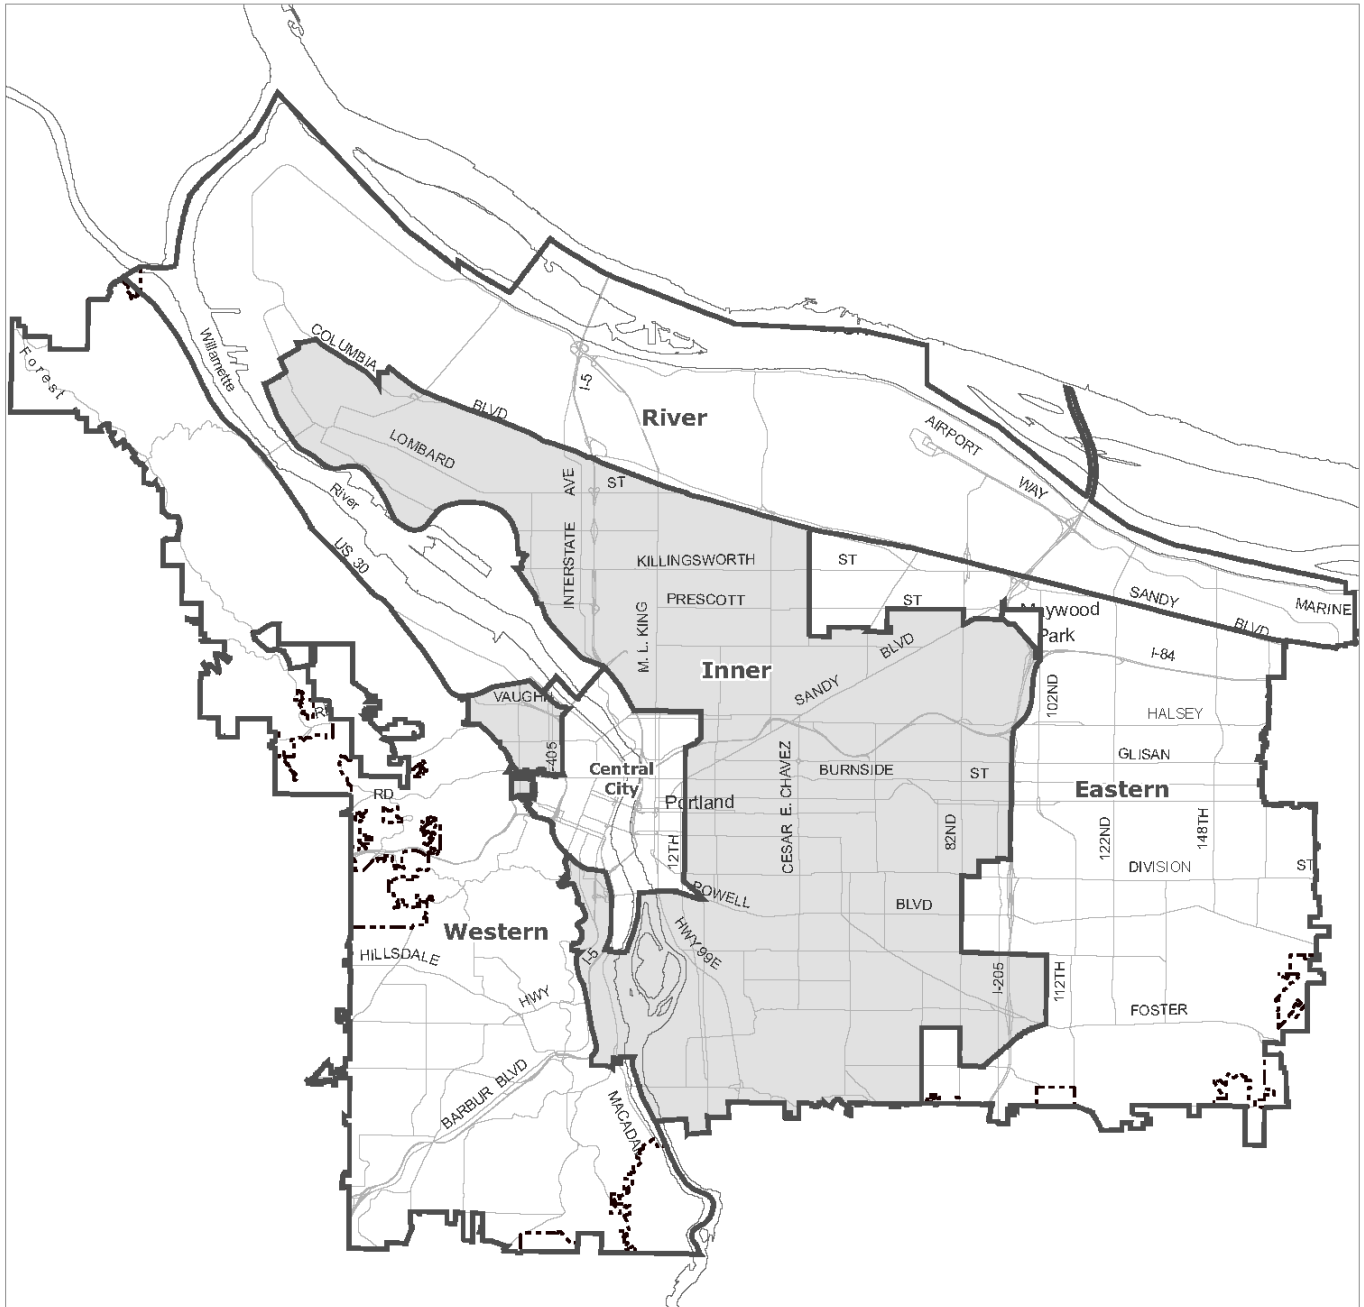 COLUMBIA
Willamette
Forest
I-5
BLVD
River
LOMBARD
AIRPORT
WAY
AVE
ST
River
US 30
INTERSTATE
KILLINGSWORTH
ST
PRESCOTT
ST
SANDY
MARINE
BLVD
Park
M. L. KING
BLVD
I-84
Inner
SANDY
102ND
HALSEY
I-405
CESAR E. CHAVEZ
GLISAN
Central
City
BURNSIDE
ST
Eastern
RD
Portland
12TH
82ND
122ND
148TH
DIVISION
ST
POWELL
BLVD
Western
HILLSDALE
HWY 99E
I-5
HWY
I-205
112TH
FOSTER
BARBUR BLVD